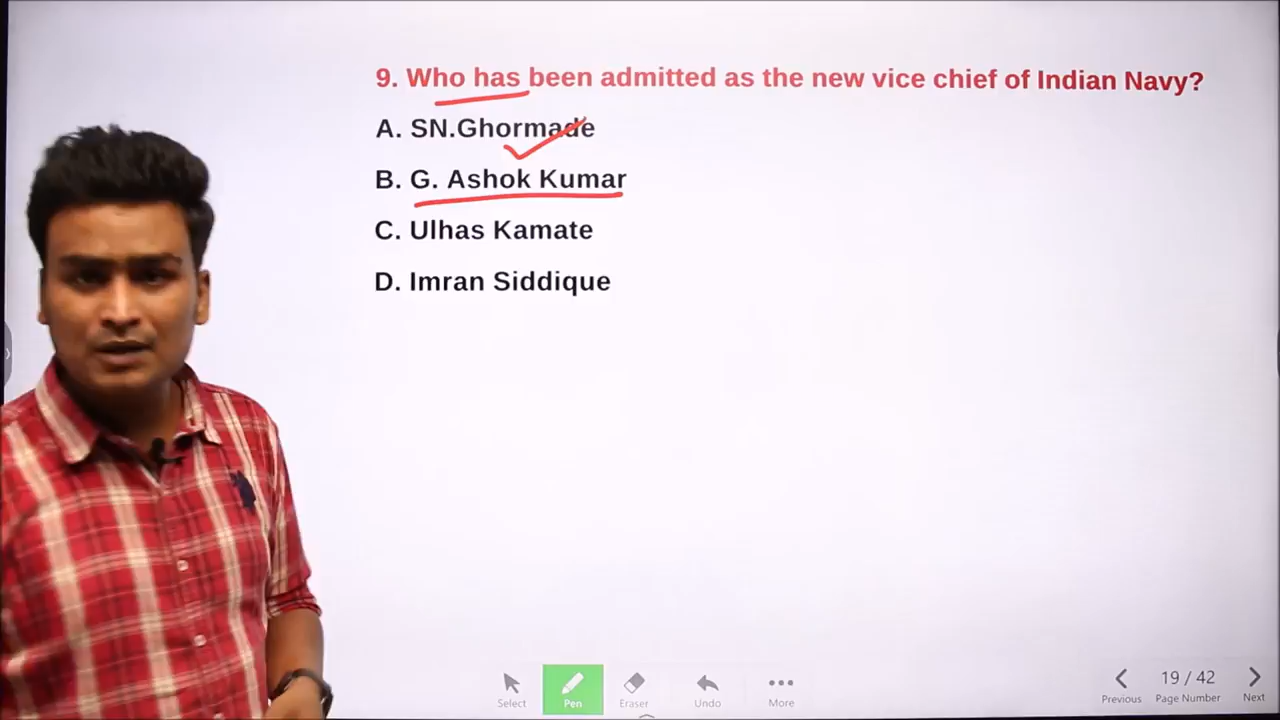 9. Who has been admitted as the new vice chief of Indian Navy?
A. SN.Ghormade
B. G. Ashok Kumar
C. Ulhas Kamate
D. Imran Siddique
Select
Pen
Eraser
Undo
More
Previous
19 / 42
Page Number
Next